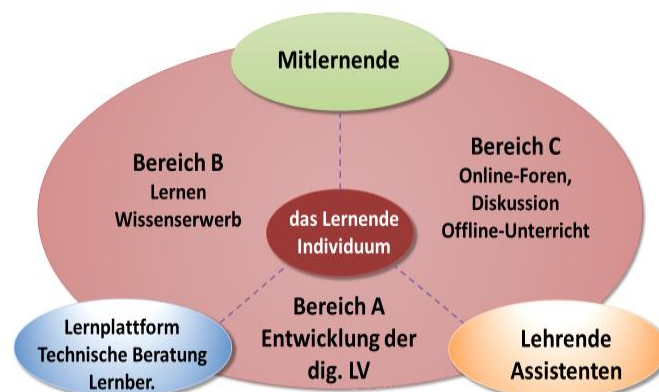 Mitlernende
Bereich B
Lernen
Wissenserwerb
Bereich C
Online-Foren,
Diskussion
Offline-Unterricht
das Lernende
Individuum
Bereich A
Entwicklung der
dig. LV
Lernplattform
Technische Beratung
Lernber.
Lehrende
Assistenten